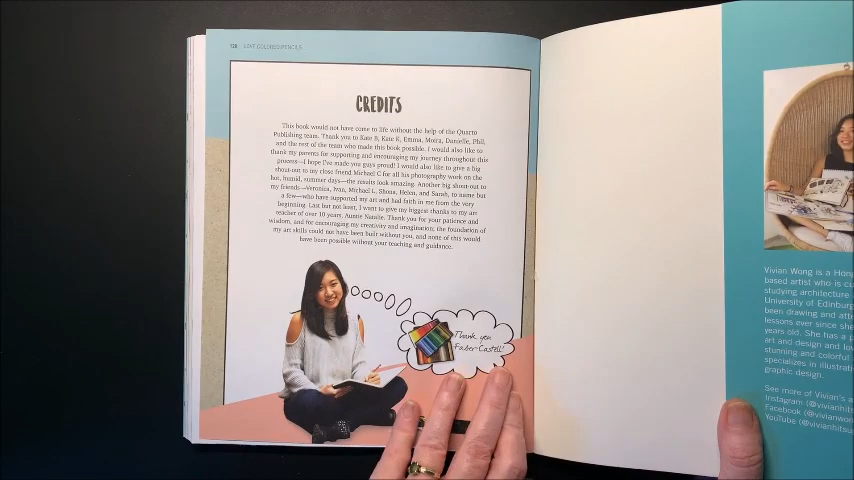 128 LOVE COLORED PENCILS
CREDITS
This book would not have come to life without the help of the Quarto
Publishing team. Thank you to Kate B, Kate K, Emma, Moira, Danielle, Phil,
and the rest of the team who made this book possible. I would also like to
thank my parents for supporting and encouraging my journey throughout this
process—I hope I've made you guys proud! I would also like to give a big
shout-out to my close friend Michael C for all his photography work on the
hot, humid, summer days—the results look amazing. Another big shout-out to
my friends—Veronica, Ivan, Michael L, Shona, Helen, and Sarah, to name but
a few—who have supported my art and had faith in me from the very
beginning. Last but not least, I want to give my biggest thanks to my art
teacher of over 10 years, Auntie Natalie. Thank you for your patience and
wisdom, and for encouraging my creativity and imagination; the foundation of
my art skills could not have been built without you, and none of this would
have been possible without your teaching and guidance.
Thank you
Faber-Castell!
Vivian Wong is a Hong
based artist who is cu
studying architecture
University of Edinburg
been drawing and atte
lessons ever since she
years old. She has a p
art and design and lov
stunning and colorful
specializes in illustrati
graphic design.
See more of Vivian's a
Instagram (@vivianhits
Facebook (@vivianwon
YouTube (@vivianhitsu